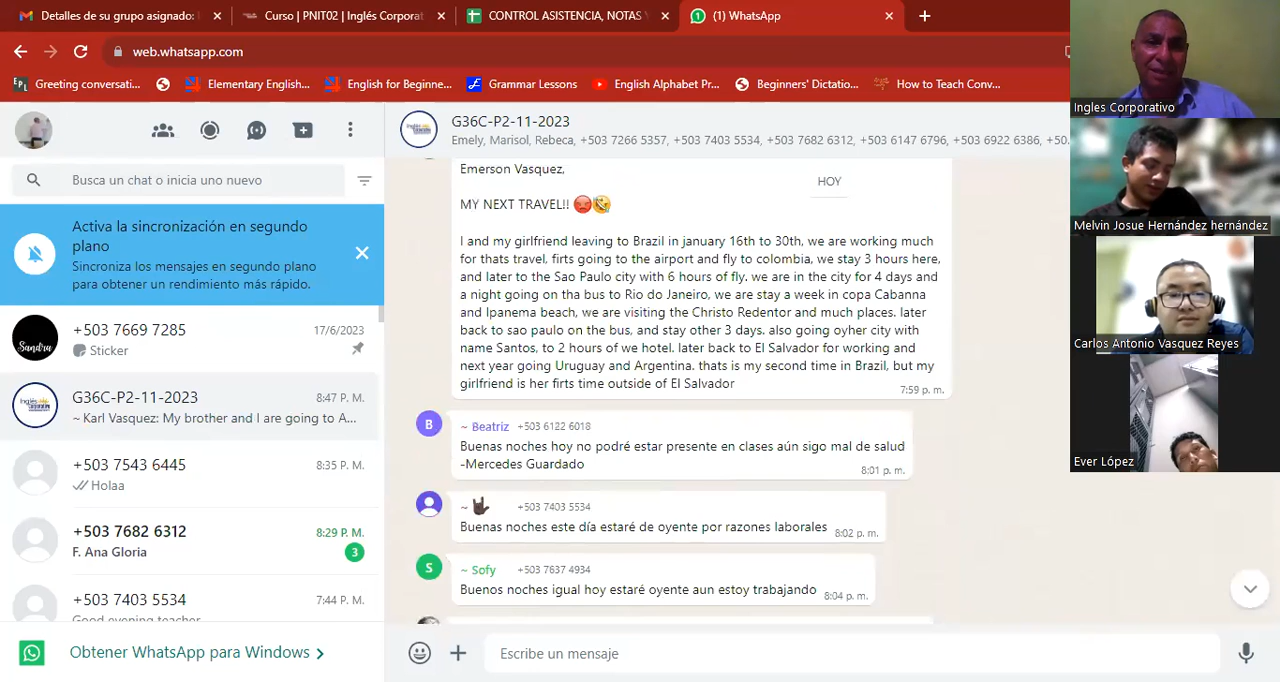 Detalles de su grupo asignado: I
Curso | PNIT02 | Inglés Corporat
CONTROL ASISTENCIA, NOTAS Y
(1) WhatsApp
web.whatsapp.com
Greeting conversati...
Elementary English...
English for Beginne...
Grammar Lessons
English Alphabet Pr...
Beginners' Dictatio...
How to Teach Conv...
Busca un chat o inicia uno nuevo
Activa la sincronización en segundo
plano
Sincroniza los mensajes en segundo plano
para obtener un rendimiento más rápido.
Sandra
+503 7669 7285
17/6/2023
Sticker
G36C-P2-11-2023
8:47 P. M.
~ Karl Vasquez: My brother and I are going to A...
+503 7543 6445
8:35 P. M.
Holaa
+503 7682 6312
8:29 P. M.
F. Ana Gloria
3
+503 7403 5534
7:44 P. M.
Good evening teacher
Obtener WhatsApp para Windows
G36C-P2-11-2023
Emely, Marisol, Rebeca, +503 7266 5357, +503 7403 5534, +503 7682 6312, +503 6147 6796, +503 6922 6386, +50.
HOY
Emerson Vasquez,
MY NEXT TRAVEL!! 😡🤣
I and my girlfriend leaving to Brazil in january 16th to 30th, we are working much
for thats travel, firts going to the airport and fly to colombia, we stay 3 hours here,
and later to the Sao Paulo city with 6 hours of fly. we are in the city for 4 days and
a night going on tha bus to Rio do Janeiro, we are stay a week in copa Cabanna
and Ipanema beach, we are visiting the Christo Redentor and much places. later
back to sao paulo on the bus, and stay other 3 days also going oyher city with
name Santos, to 2 hours of we hotel. later back to El Salvador for working and
next year going Uruguay and Argentina. thats is my second time in Brazil, but my
girlfriend is her firts time outside of El Salvador
7:59 p. m.
B
~ Beatriz +503 6122 6018
Buenas noches hoy no podré estar presente en clases aún sigo mal de salud
-Mercedes Guardado
8:01 p. m.
~ 🤘🏿 +503 7403 5534
Buenas noches este día estaré de oyente por razones laborales
8:02 p. m.
S
~ Sofy +503 7637 4934
Buenos noches igual hoy estaré oyente aun estoy trabajando
8:04 p. m.
Escribe un mensaje
Ingles Corporativo
Melvin Josue Hernández hernández
Carlos Antonio Vasquez Reyes
Ever López